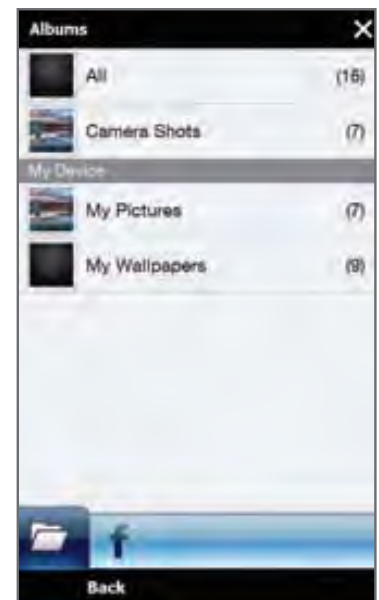 Albums
All (16)
Camera Shots (7)
My Device
My Pictures (7)
My Wallpapers (9)
f
Back